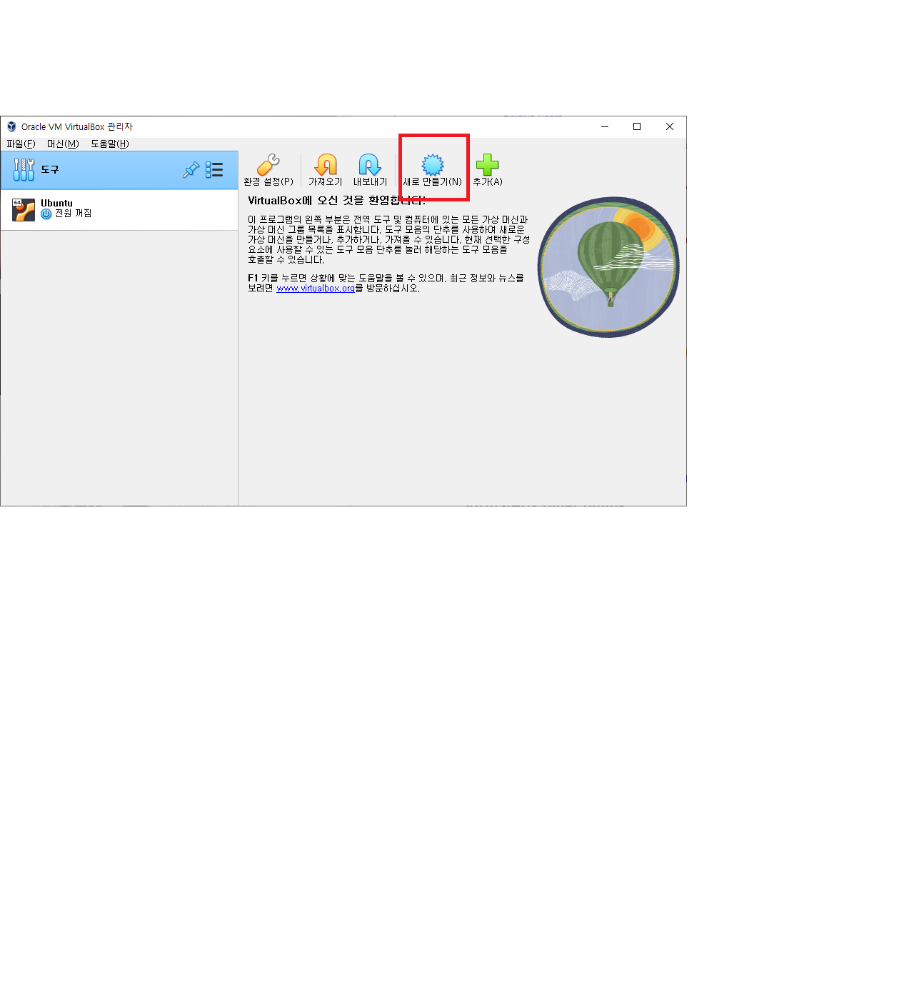 Oracle VM VirtualBox 관리자
파일(F) 머신(M) 도움말(H)
도구
환경 설정(P) 가져오기 내보내기 새로 만들기(N) 추가(A)
64
Ubuntu
전원 꺼짐
VirtualBox에 오신 것을 환영합니다!
이 프로그램의 왼쪽 부분은 전역 도구 및 컴퓨터에 있는 모든 가상 머신과
가상 머신 그룹 목록을 표시합니다. 도구 모음의 단추를 사용하며 새로운
가상 머신을 만들거나, 추가하거나, 가져올 수 있습니다. 현재 선택한 구성
요소에 사용할 수 있는 도구 모음 단추를 눌러 해당하는 도구 모음을
호출할 수 있습니다.
F1 키를 누르면 상황에 맞는 도움말을 볼 수 있으며, 최근 정보와 뉴스를
보려면 www.virtualbox.org를 방문하십시오.